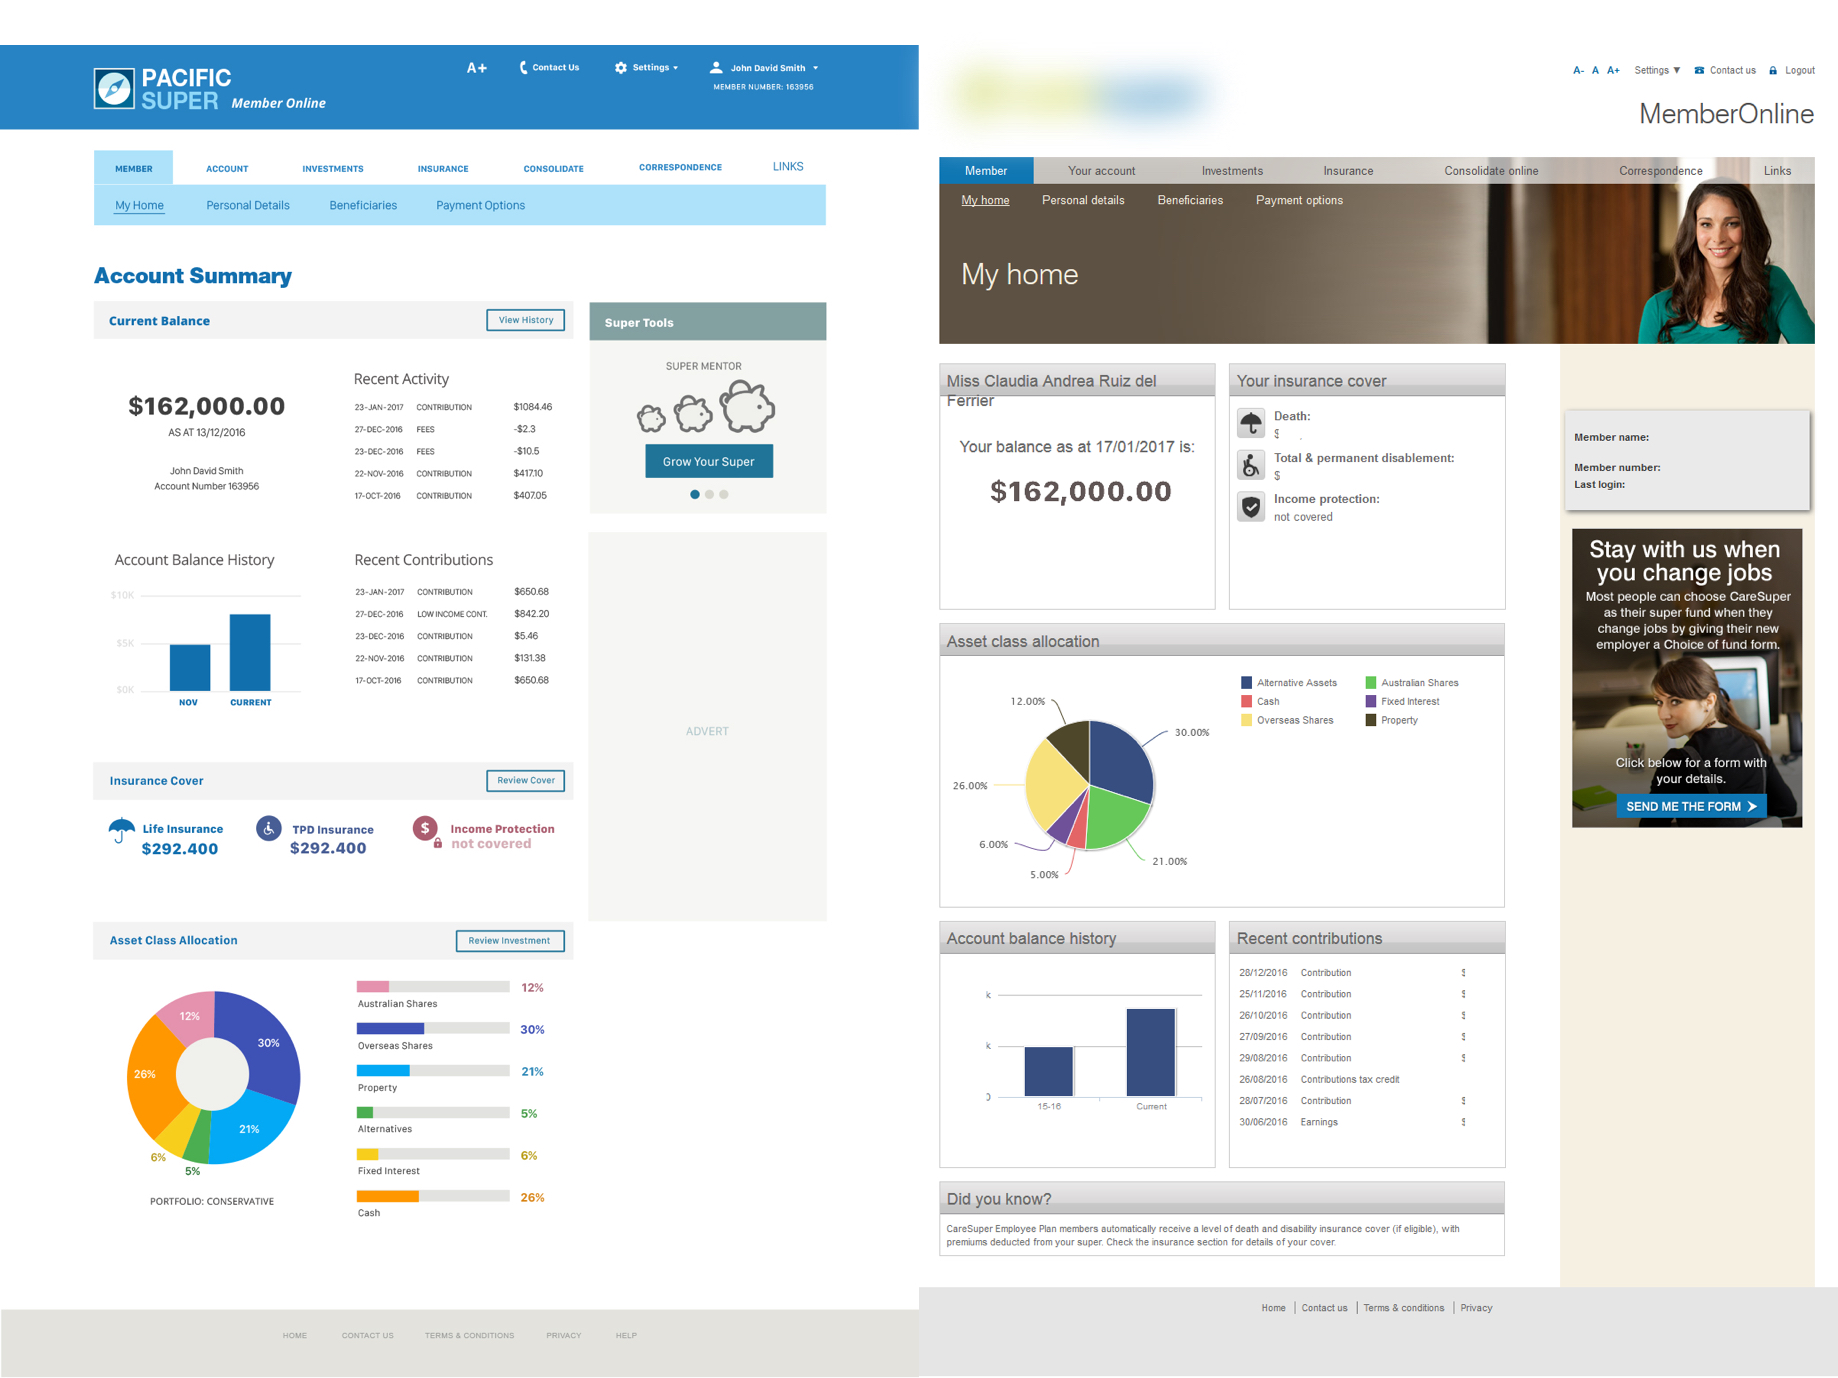 PACIFIC
SUPER Member Online
A+ Contact Us Settings John David Smith
MEMBER NUMBER: 163956
MEMBER ACCOUNT INVESTMENTS INSURANCE CONSOLIDATE CORRESPONDENCE LINKS
My Home Personal Details Beneficiaries Payment Options
Account Summary
Current Balance View History
$162,000.00
AS AT 13/12/2016
John David Smith
Account Number 163956
Recent Activity
23-JAN-2017 CONTRIBUTION $1084.46
27-DEC-2016 FEES -$2.3
23-DEC-2016 FEES -$10.5
22-NOV-2016 CONTRIBUTION $417.10
17-OCT-2016 CONTRIBUTION $407.05
Super Tools
SUPER MENTOR
Grow Your Super
Account Balance History
$10K
$5K
$0K
NOV CURRENT
Recent Contributions
23-JAN-2017 CONTRIBUTION $650.68
27-DEC-2016 LOW INCOME CONT. $842.20
23-DEC-2016 CONTRIBUTION $5.46
22-NOV-2016 CONTRIBUTION $131.38
17-OCT-2016 CONTRIBUTION $650.68
ADVERT
Insurance Cover Review Cover
Life Insurance
$292.400
TPD Insurance
$292.400
$
Income Protection
not covered
Asset Class Allocation Review Investment
12%
30%
26%
21%
6%
5%
PORTFOLIO: CONSERVATIVE
12%
Australian Shares
30%
Overseas Shares
21%
Property
5%
Alternatives
6%
Fixed Interest
26%
Cash
HOME CONTACT US TERMS & CONDITIONS PRIVACY HELP
A- A A+ Settings ▼ Contact us Logout
MemberOnline
Member Your account Investments Insurance Consolidate online Correspondence Links
My home Personal details Beneficiaries Payment options
My home
Miss Claudia Andrea Ruiz del
Ferrier
Your balance as at 17/01/2017 is:
$162,000.00
Your insurance cover
Death:
$
Total & permanent disablement:
$
Income protection:
not covered
Member name:
Member number:
Last login:
Stay with us when
you change jobs
Most people can choose CareSuper
as their super fund when they
change jobs by giving their new
employer a Choice of fund form.
Click below for a form with
your details.
SEND ME THE FORM
Asset class allocation
12.00%
30.00%
26.00%
6.00%
5.00%
21.00%
Alternative Assets Australian Shares
Cash Fixed Interest
Overseas Shares Property
Account balance history
k
k
0
15-16 Current
Recent contributions
28/12/2016 Contribution $
25/11/2016 Contribution $
26/10/2016 Contribution $
27/09/2016 Contribution $
29/08/2016 Contribution $
26/08/2016 Contributions tax credit
28/07/2016 Contribution $
30/06/2016 Earnings $
Did you know?
CareSuper Employee Plan members automatically receive a level of death and disability insurance cover (if eligible), with
premiums deducted from your super. Check the insurance section for details of your cover.
Home Contact us Terms & conditions Privacy